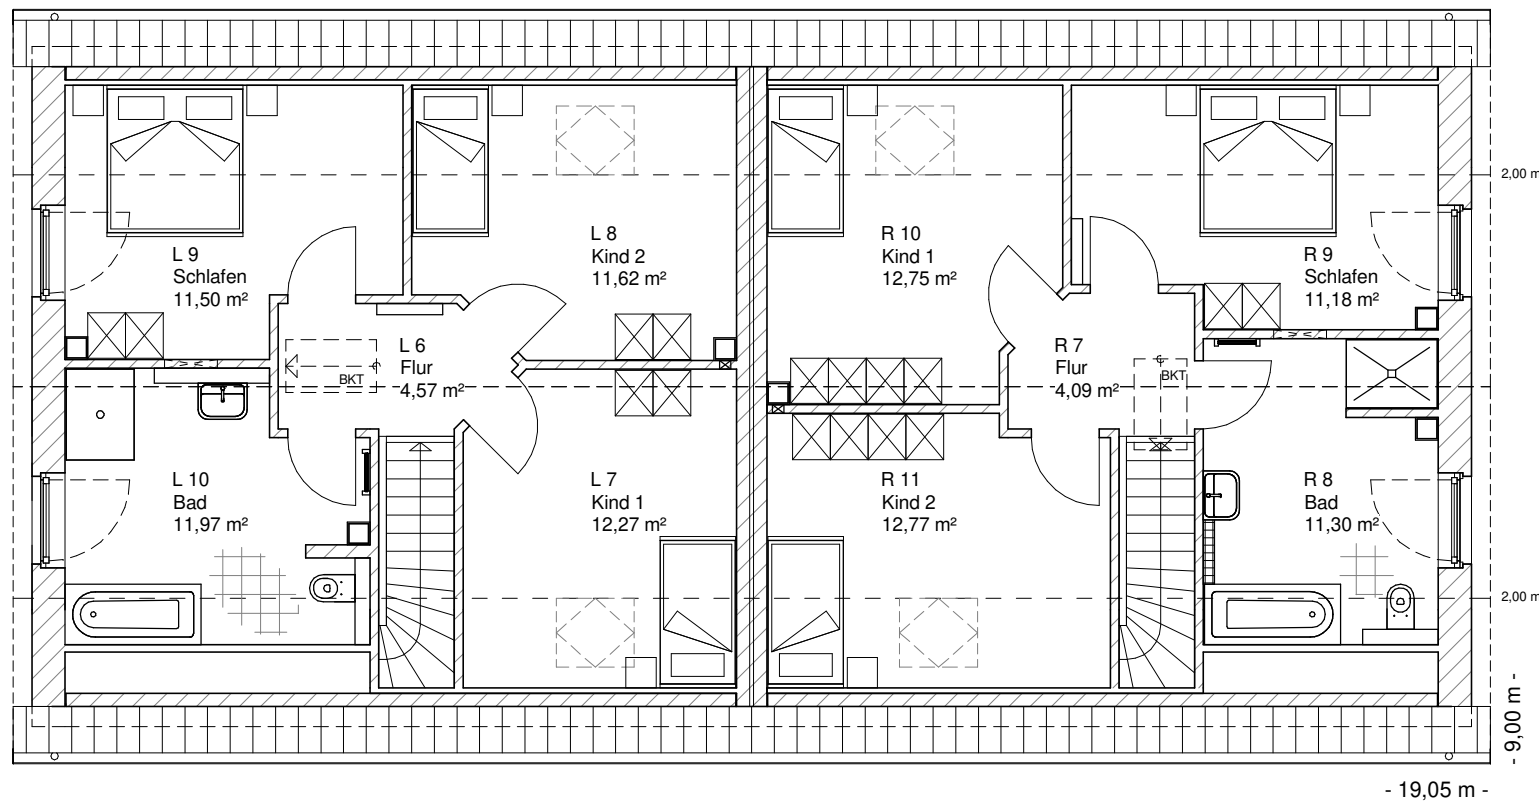 2,00 m
L 9
Schlafen
11,50 m²
L 8
Kind 2
11,62 m²
R 10
Kind 1
12,75 m²
R 9
Schlafen
11,18 m²
L 6
Flur
4,57 m²
BKT
R 7
Flur
4,09 m²
BKT
L 10
Bad
11,97 m²
L 7
Kind 1
12,27 m²
R 11
Kind 2
12,77 m²
R 8
Bad
11,30 m²
2,00 m
- 9,00 m -
- 19,05 m -